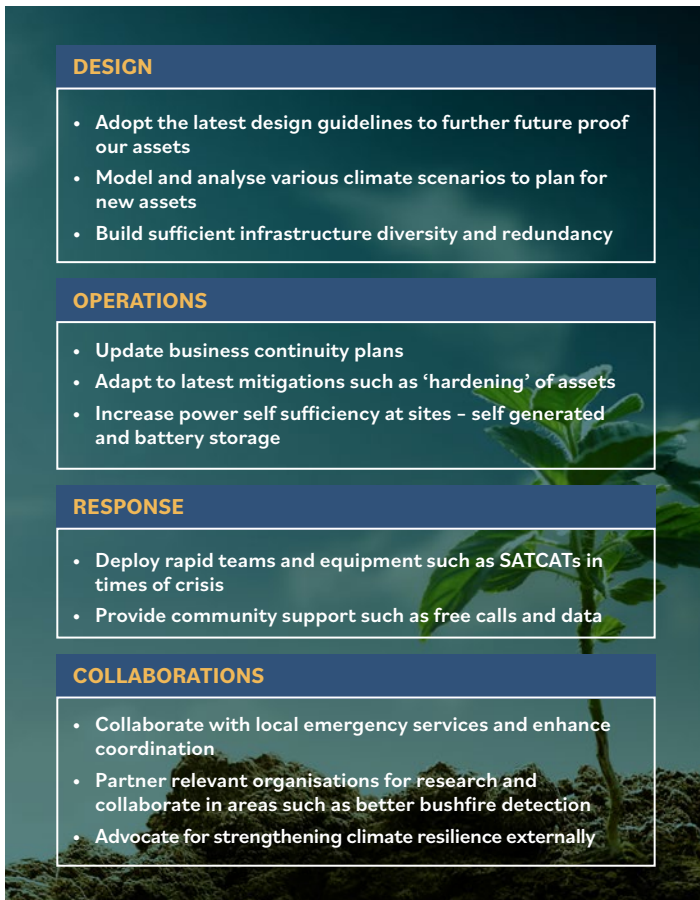 DESIGN
• Adopt the latest design guidelines to further future proof
our assets
• Model and analyse various climate scenarios to plan for
new assets
• Build sufficient infrastructure diversity and redundancy
OPERATIONS
• Update business continuity plans
• Adapt to latest mitigations such as ‘hardening’ of assets
• Increase power self sufficiency at sites – self generated
and battery storage
RESPONSE
• Deploy rapid teams and equipment such as SATCATs in
times of crisis
• Provide community support such as free calls and data
COLLABORATIONS
• Collaborate with local emergency services and enhance
coordination
• Partner relevant organisations for research and
collaborate in areas such as better bushfire detection
• Advocate for strengthening climate resilience externally